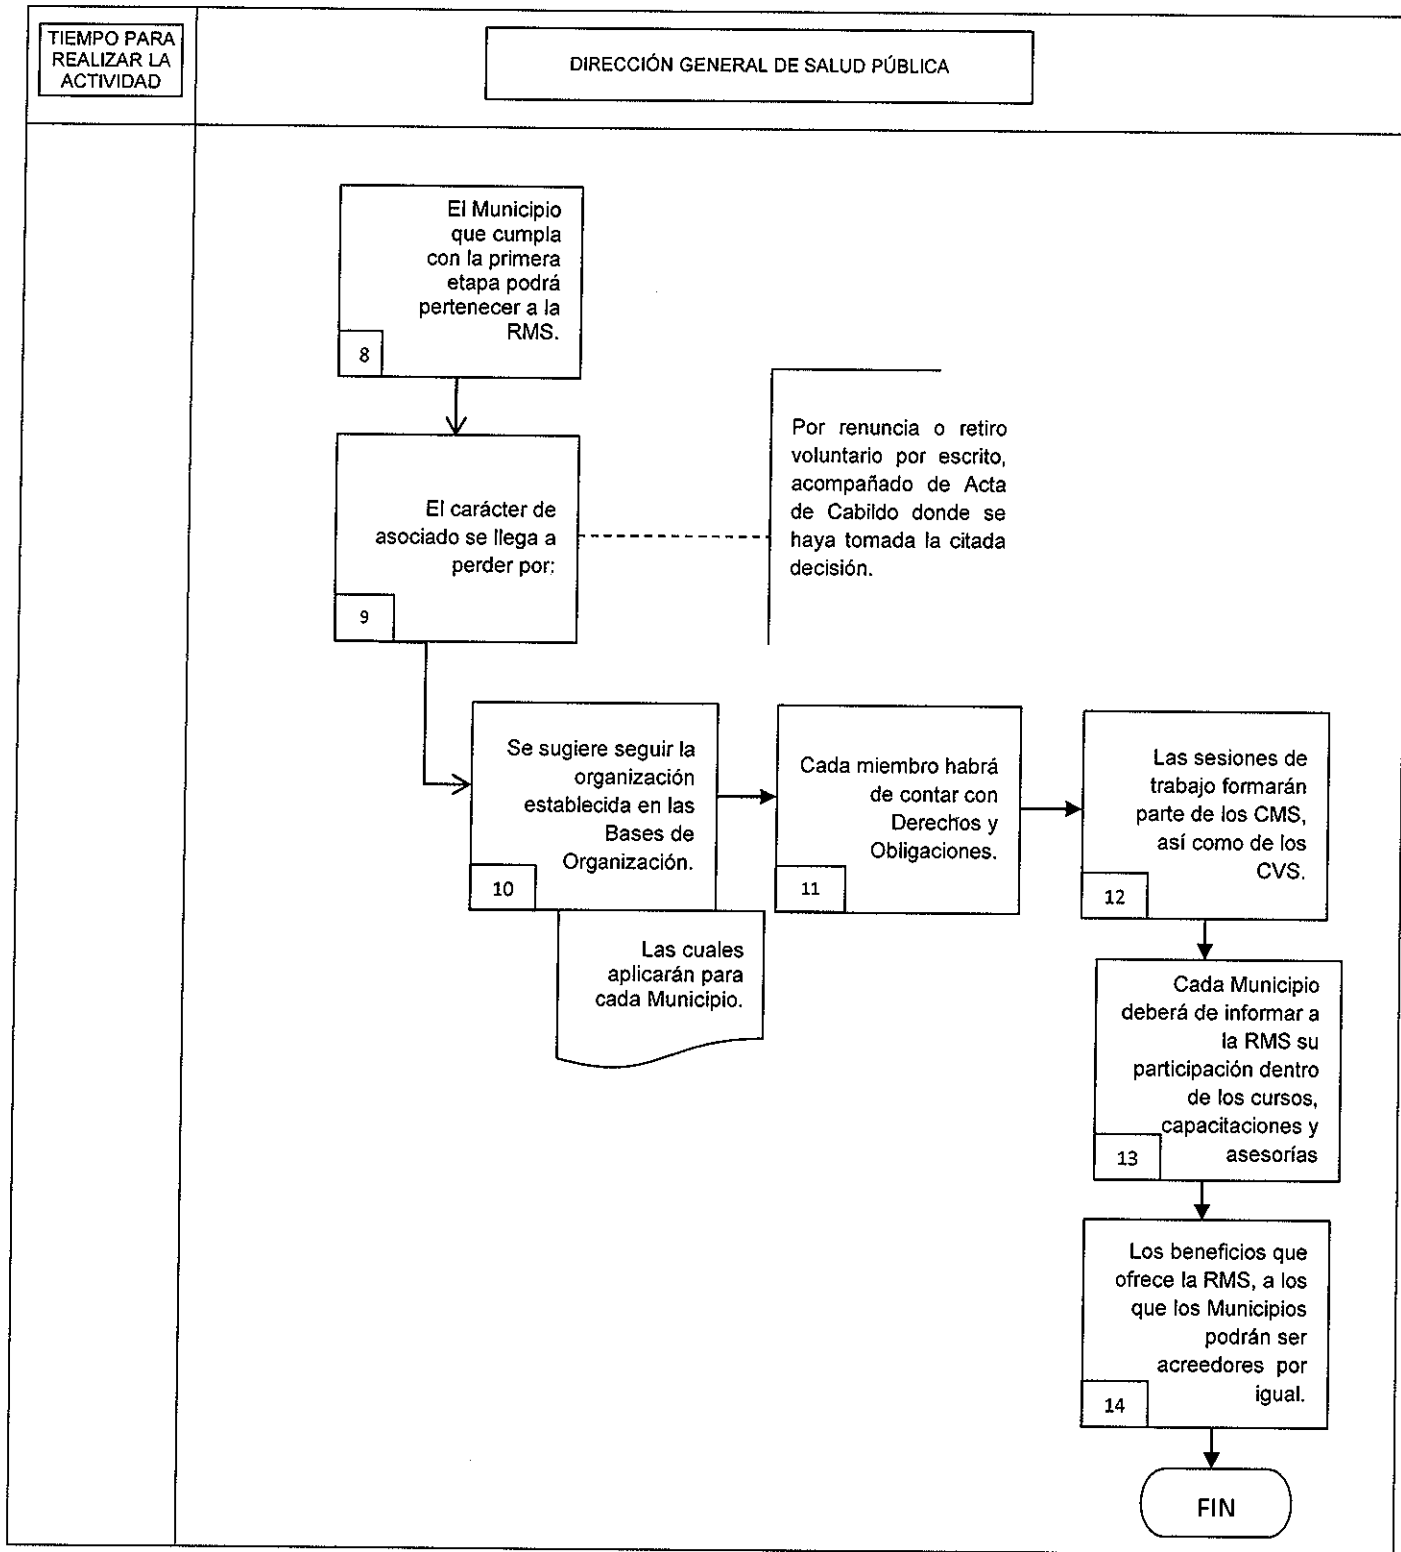 TIEMPO PARA
REALIZAR LA
ACTIVIDAD
DIRECCIÓN GENERAL DE SALUD PÚBLICA
El Municipio
que cumpla
con la primera
etapa podrá
pertenecer a la
RMS.
8
El carácter de
asociado se llega a
perder por:
9
Por renuncia o retiro
voluntario por escrito,
acompañado de Acta
de Cabildo donde se
haya tomada la citada
decisión.
Se sugiere seguir la
organización
establecida en las
Bases de
Organización.
10
Las cuales
aplicarán para
cada Municipio.
Cada miembro habrá
de contar con
Derechos y
Obligaciones.
11
Las sesiones de
trabajo formarán
parte de los CMS,
así como de los
CVS.
12
Cada Municipio
deberá de informar a
la RMS su
participación dentro
de los cursos,
capacitaciones y
asesorías
13
Los beneficios que
ofrece la RMS, a los
que los Municipios
podrán ser
acreedores por
igual.
14
FIN